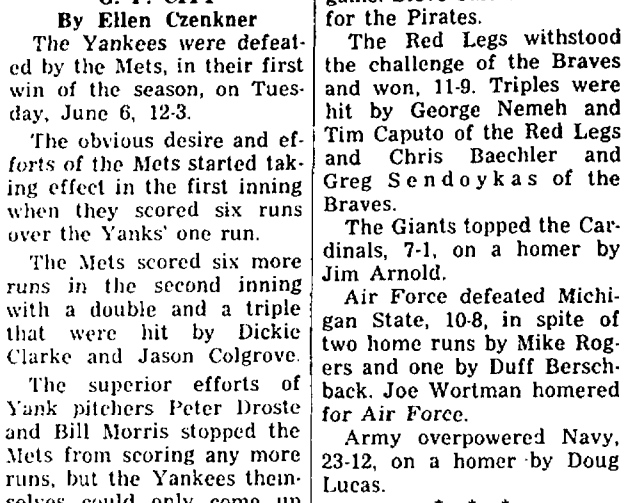 By Ellen Czenkner
The Yankees were defeat-
ed by the Mets, in their first
win of the season, on Tues-
day, June 6, 12-3.
The obvious desire and ef-
forts of the Mets started tak-
ing effect in the first inning
when they scored six runs
over the Yanks' one run.
The Mets scored six more
runs in the second inning
with a double and a triple
that were hit by Dickie
Clarke and Jason Colgrove.
The superior efforts of
Yank pitchers Peter Droste
and Bill Morris stopped the
Mets from scoring any more
runs, but the Yankees them-
selves could only come up
for the Pirates.
The Red Legs withstood
the challenge of the Braves
and won, 11-9. Triples were
hit by George Nemeh and
Tim Caputo of the Red Legs
and Chris Baechler and
Greg Sendoykas of the
Braves.
The Giants topped the Car-
dinals, 7-1, on a homer by
Jim Arnold.
Air Force defeated Michi-
gan State, 10-8, in spite of
two home runs by Mike Rog-
ers and one by Duff Bersch-
back. Joe Wortman homered
for Air Force.
Army overpowered Navy,
23-12, on a homer by Doug
Lucas.
* * *